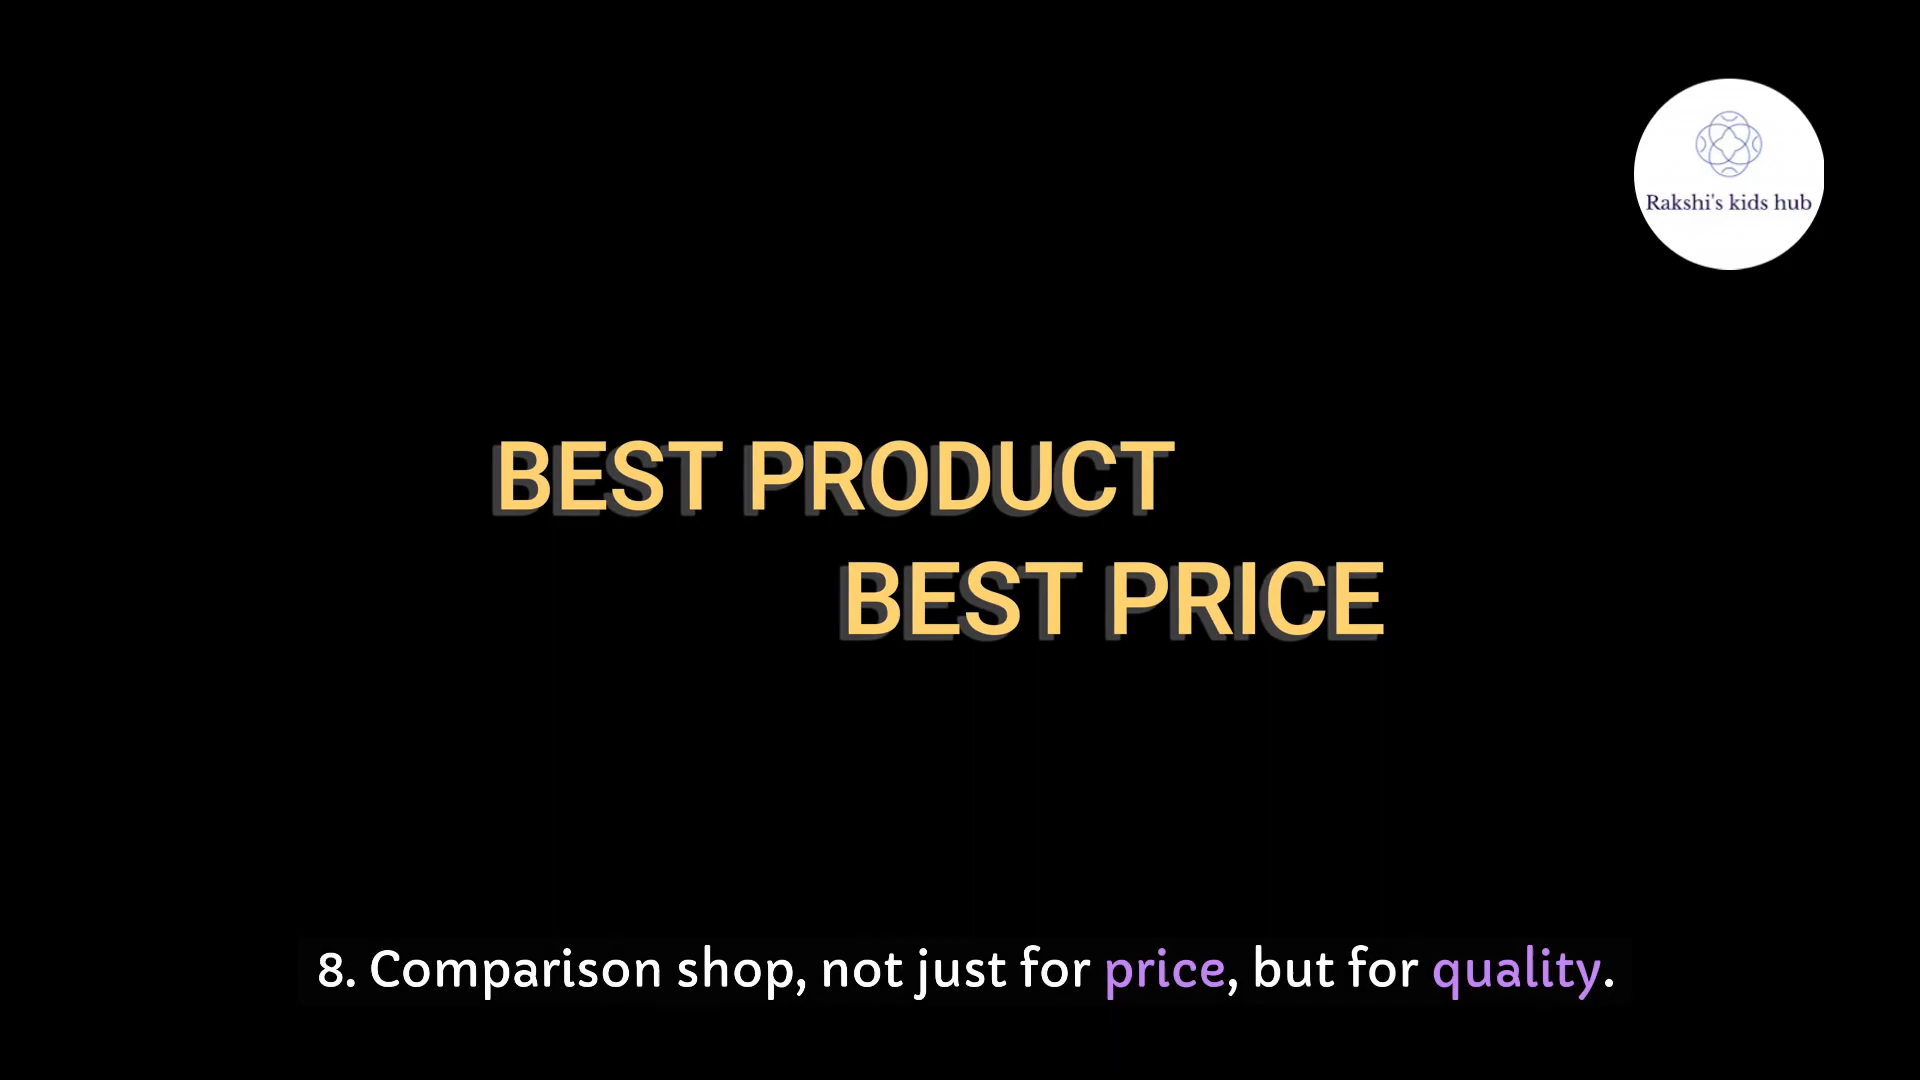 Rakshi's kids hub
BEST PRODUCT
BEST PRICE
8. Comparison shop, not just for price, but for quality.